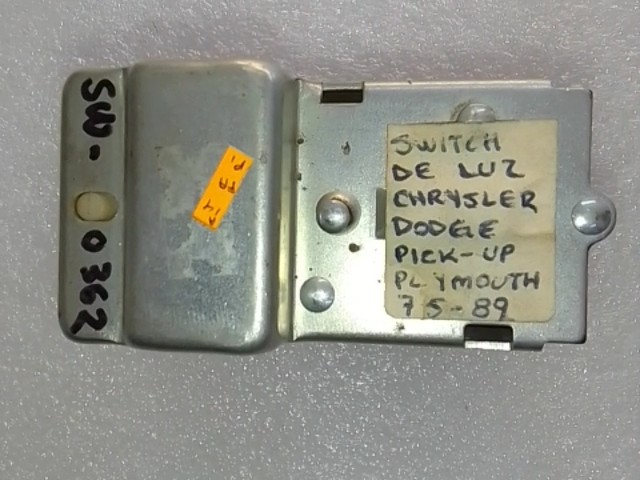 SW-0362
SWITCH
DE LUZ
CHRYSLER
DODGE
PICK-UP
PLYMOUTH
75-89